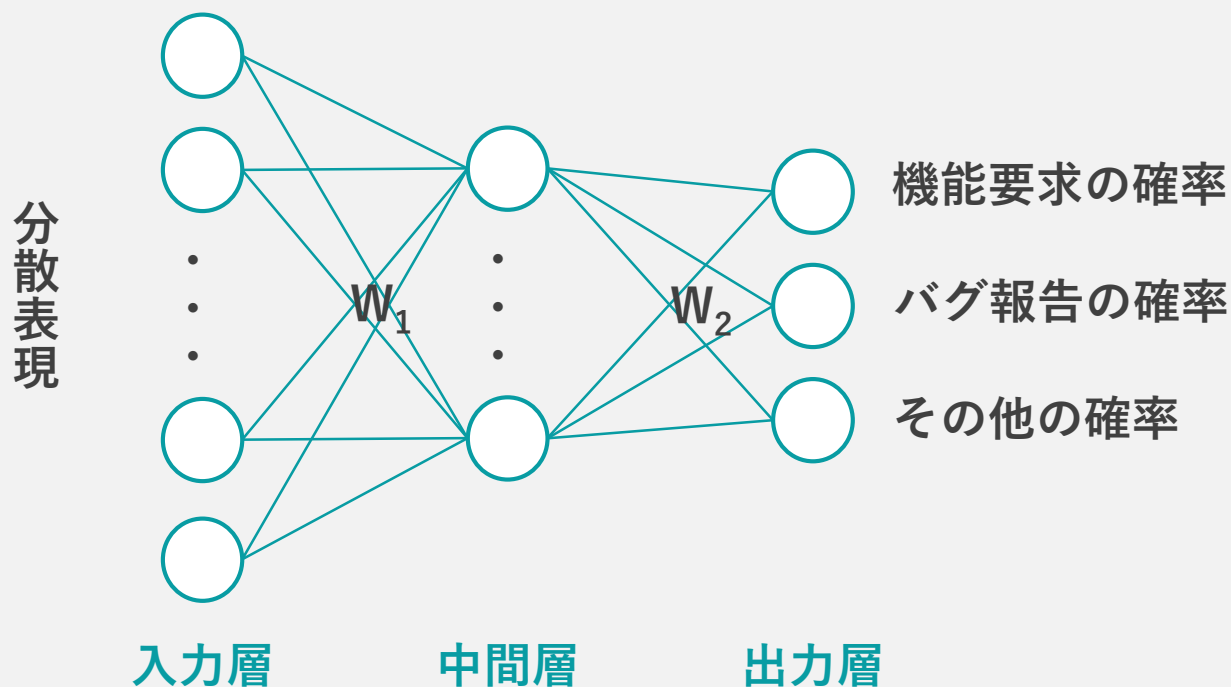 分散表現
W1
W2
機能要求の確率
バグ報告の確率
その他の確率
入力層
中間層
出力層